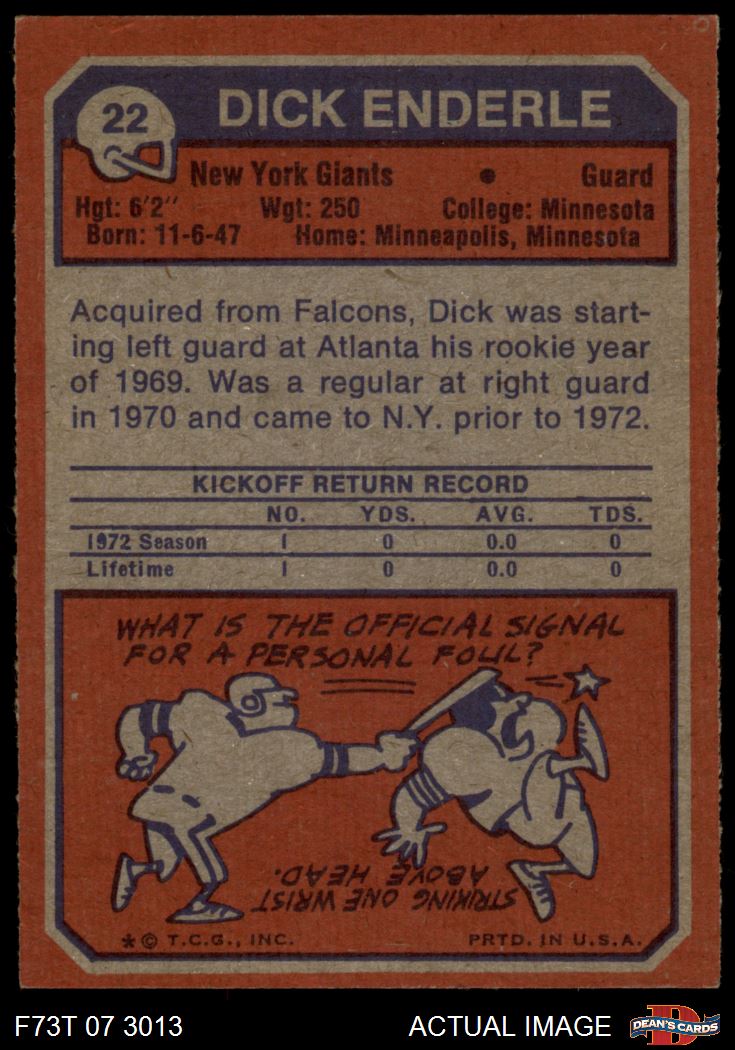 22
DICK ENDERLE
New York Giants • Guard
Hgt: 6'2" Wgt: 250 College: Minnesota
Born: 11-6-47 Home: Minneapolis, Minnesota
Acquired from Falcons, Dick was start-
ing left guard at Atlanta his rookie year
of 1969. Was a regular at right guard
in 1970 and came to N.Y. prior to 1972.
KICKOFF RETURN RECORD
NO. YDS. AVG. TDS.
1972 Season 1 0 0.0 0
Lifetime 1 0 0.0 0
WHAT IS THE OFFICIAL SIGNAL
FOR A PERSONAL FOUL?
STRIKING ONE WRIST
ABOVE HEAD.
* © T.C.G., INC. PRTD. IN U.S.A.
F73T 07 3013 ACTUAL IMAGE
D
DEAN'S CARDS